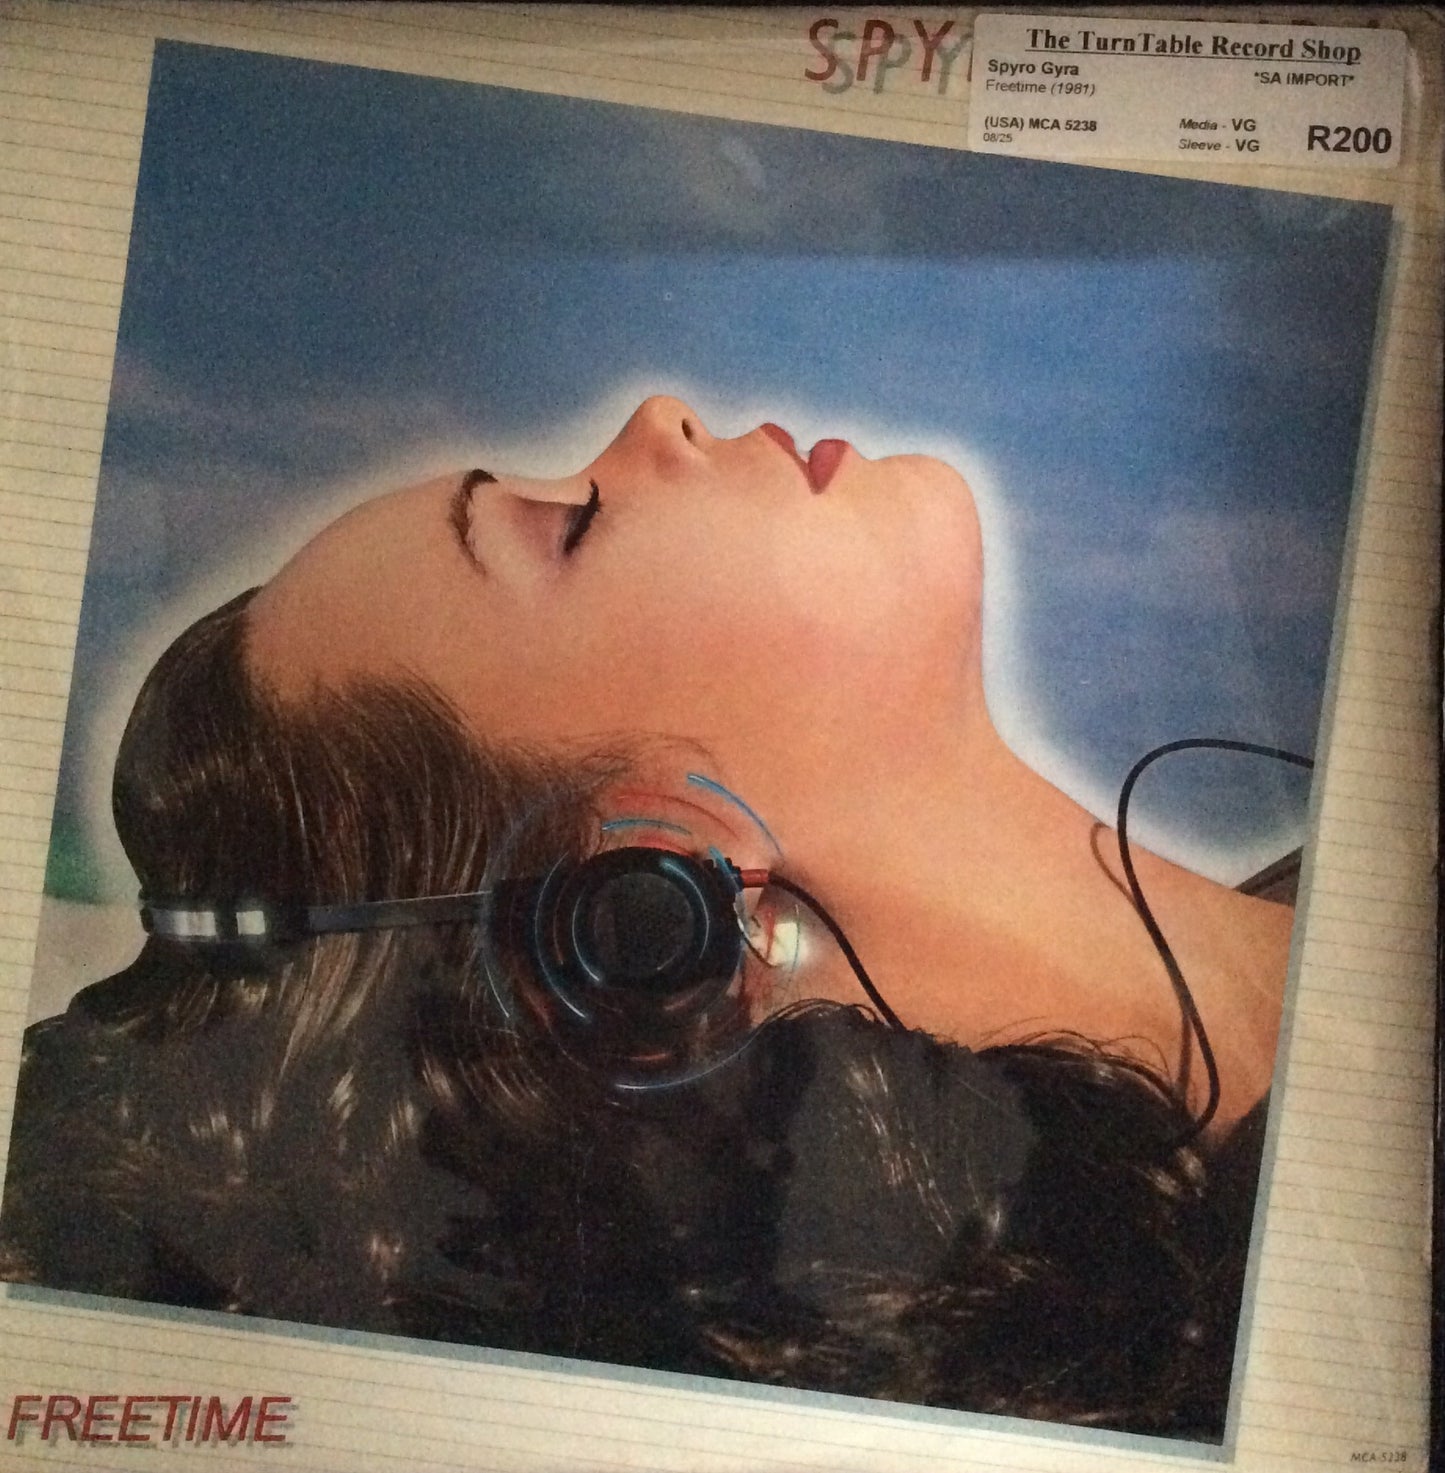 SPY
The TurnTable Record Shop
Spyro Gyra *SA IMPORT*
Freetime (1981)
(USA) MCA 5238 Media - VG
08/25 Sleeve - VG R200
FREETIME
MCA-5238